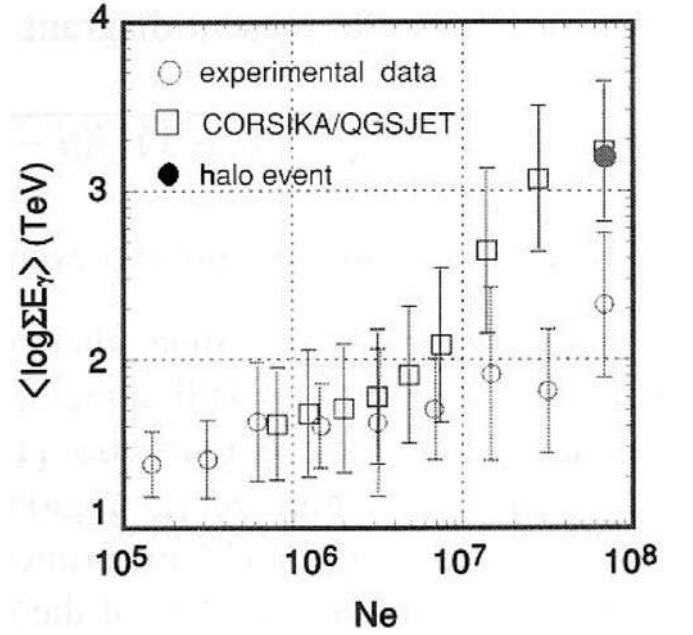 4
experimental data
CORSIKA/QGSJET
halo event
3
<logΣEγ> (TeV)
2
1
10⁵ 10⁶ 10⁷ 10⁸
Ne